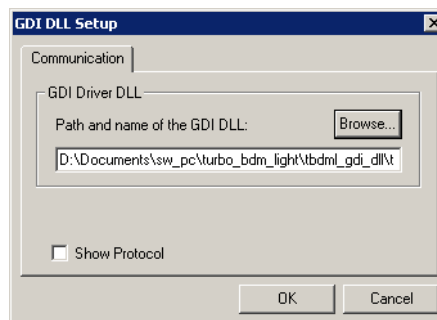 GDI DLL Setup
Communication
GDI Driver DLL
Path and name of the GDI DLL:
Browse...
D:\Documents\sw_pc\turbo_bdm_light\tbdml_gdi_dll\t
Show Protocol
OK
Cancel